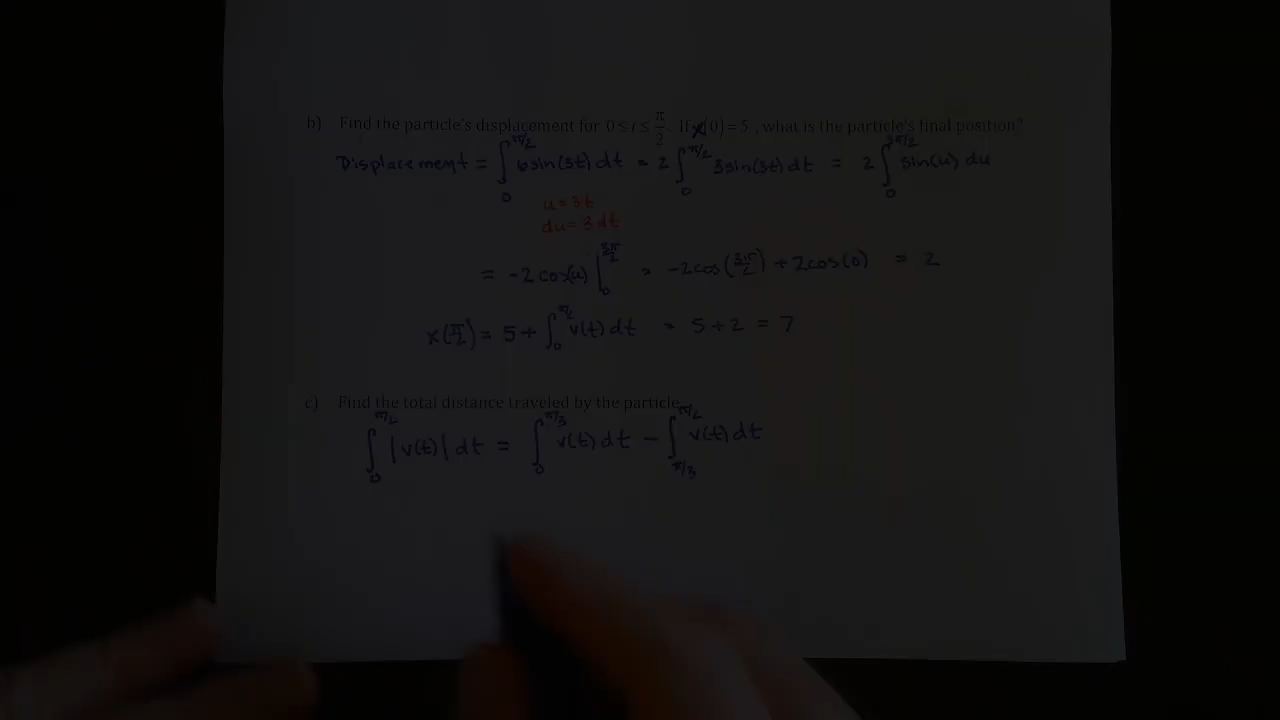 b) Find the particle's displacement for 0 ≤ t ≤ π/2. If x(0) = 5, what is the particle's final position?
Displacement = ∫₀^{π/2} 6sin(3t) dt = 2 ∫₀^{π/2} 3sin(3t) dt = 2 ∫₀^{3π/2} sin(u) du
u = 3t
du = 3 dt
= -2cos(u) |₀^{3π/2} = -2cos(3π/2) + 2cos(0) = 2
x(π/2) = 5 + ∫₀^{π/2} v(t) dt = 5 + 2 = 7
c) Find the total distance traveled by the particle.
∫₀^{π/2} |v(t)| dt = ∫₀^{π/3} v(t) dt - ∫_{π/3}^{π/2} v(t) dt